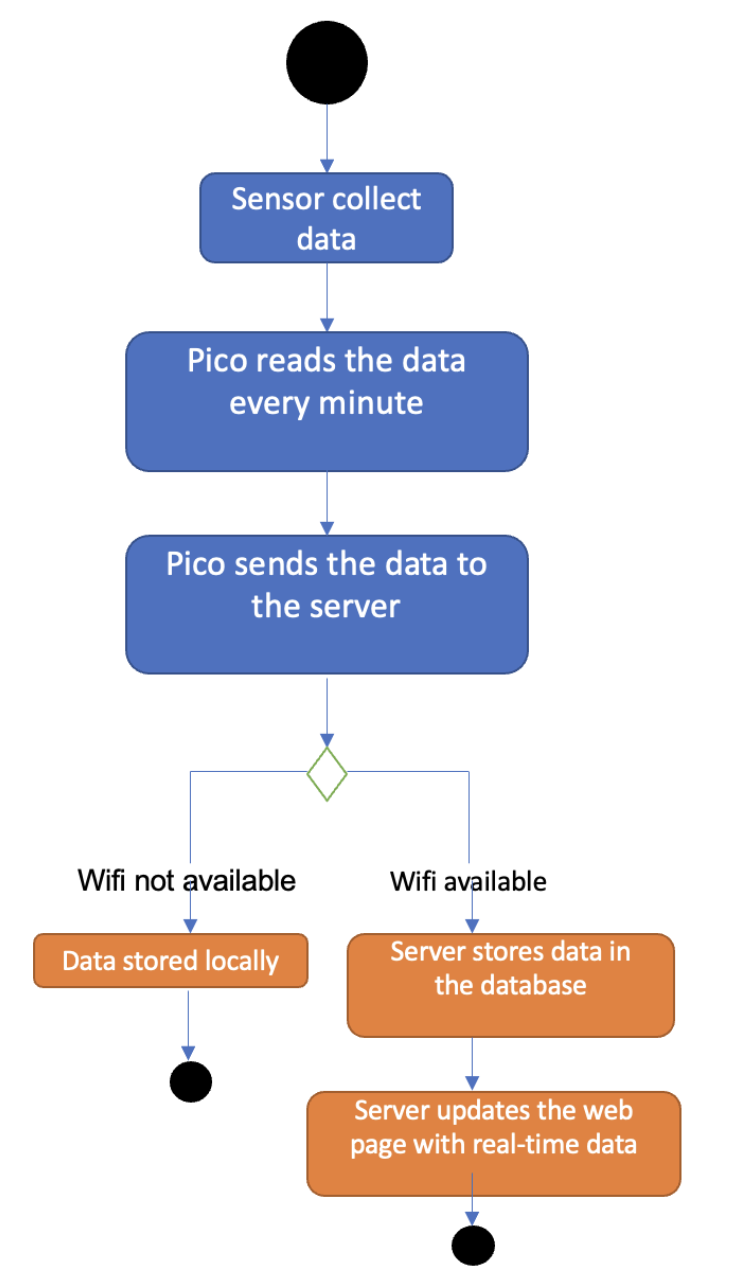 Sensor collect
data
Pico reads the data
every minute
Pico sends the data to
the server
Wifi not available
Wifi available
Data stored locally
Server stores data in
the database
Server updates the web
page with real-time data